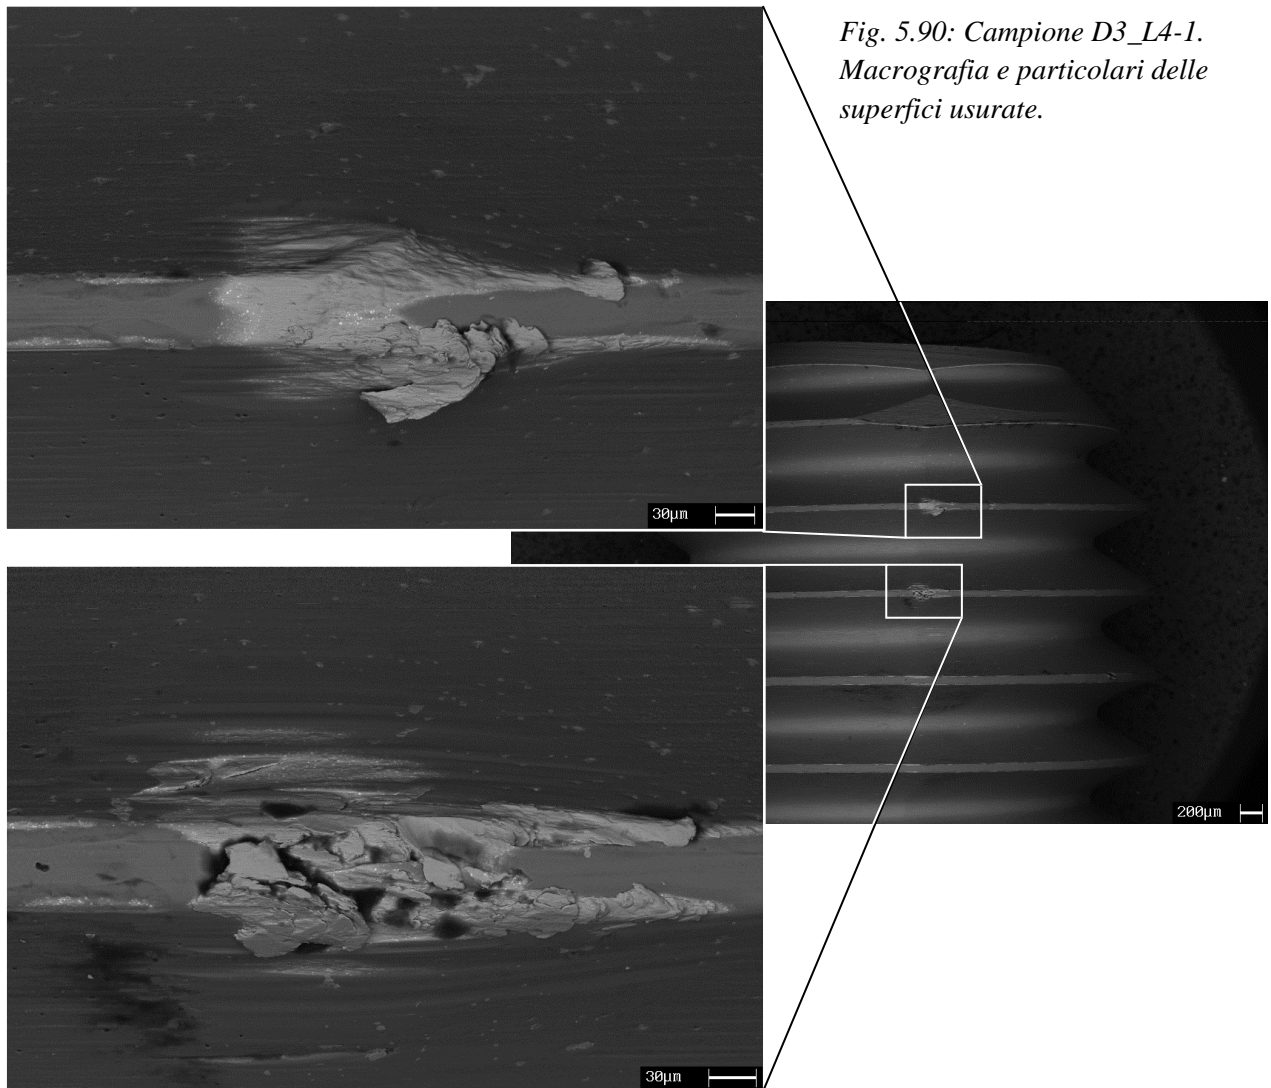 Fig. 5.90: Campione D3_L4-1.
Macrografia e particolari delle
superfici usurate.
30µm
200µm
30µm